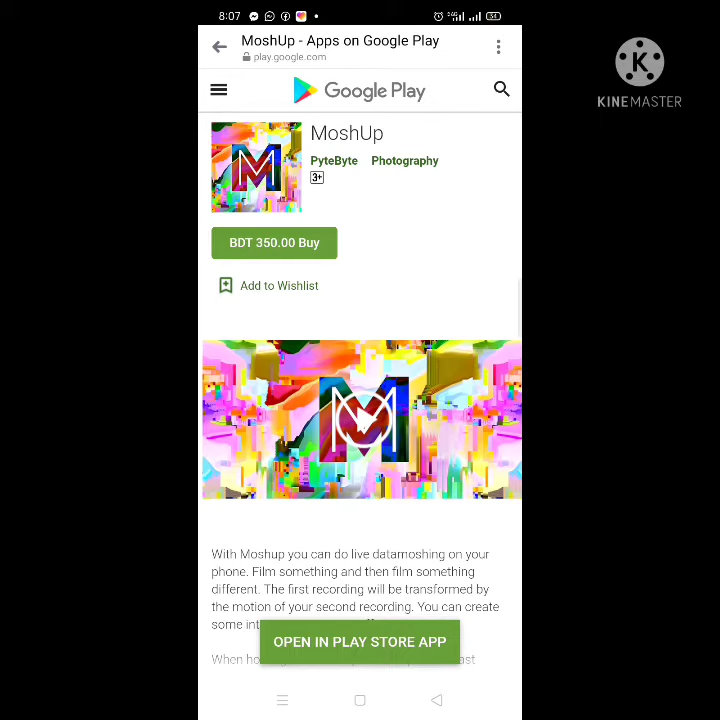 8:07
34
MoshUp - Apps on Google Play
play.google.com
KINEMASTER
Google Play
MoshUp
PyteByte Photography
3+
BDT 350.00 Buy
Add to Wishlist
M
With Moshup you can do live datamoshing on your
phone. Film something and then film something
different. The first recording will be transformed by
the motion of your second recording. You can create
some
OPEN IN PLAY STORE APP
When